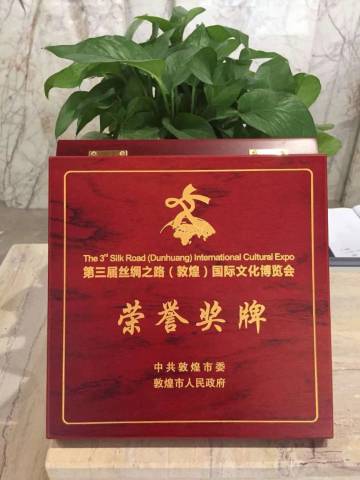 The 3rd Silk Road (Dunhuang) International Cultural Expo
第三届丝绸之路（敦煌）国际文化博览会
荣誉奖牌
中共敦煌市委
敦煌市人民政府